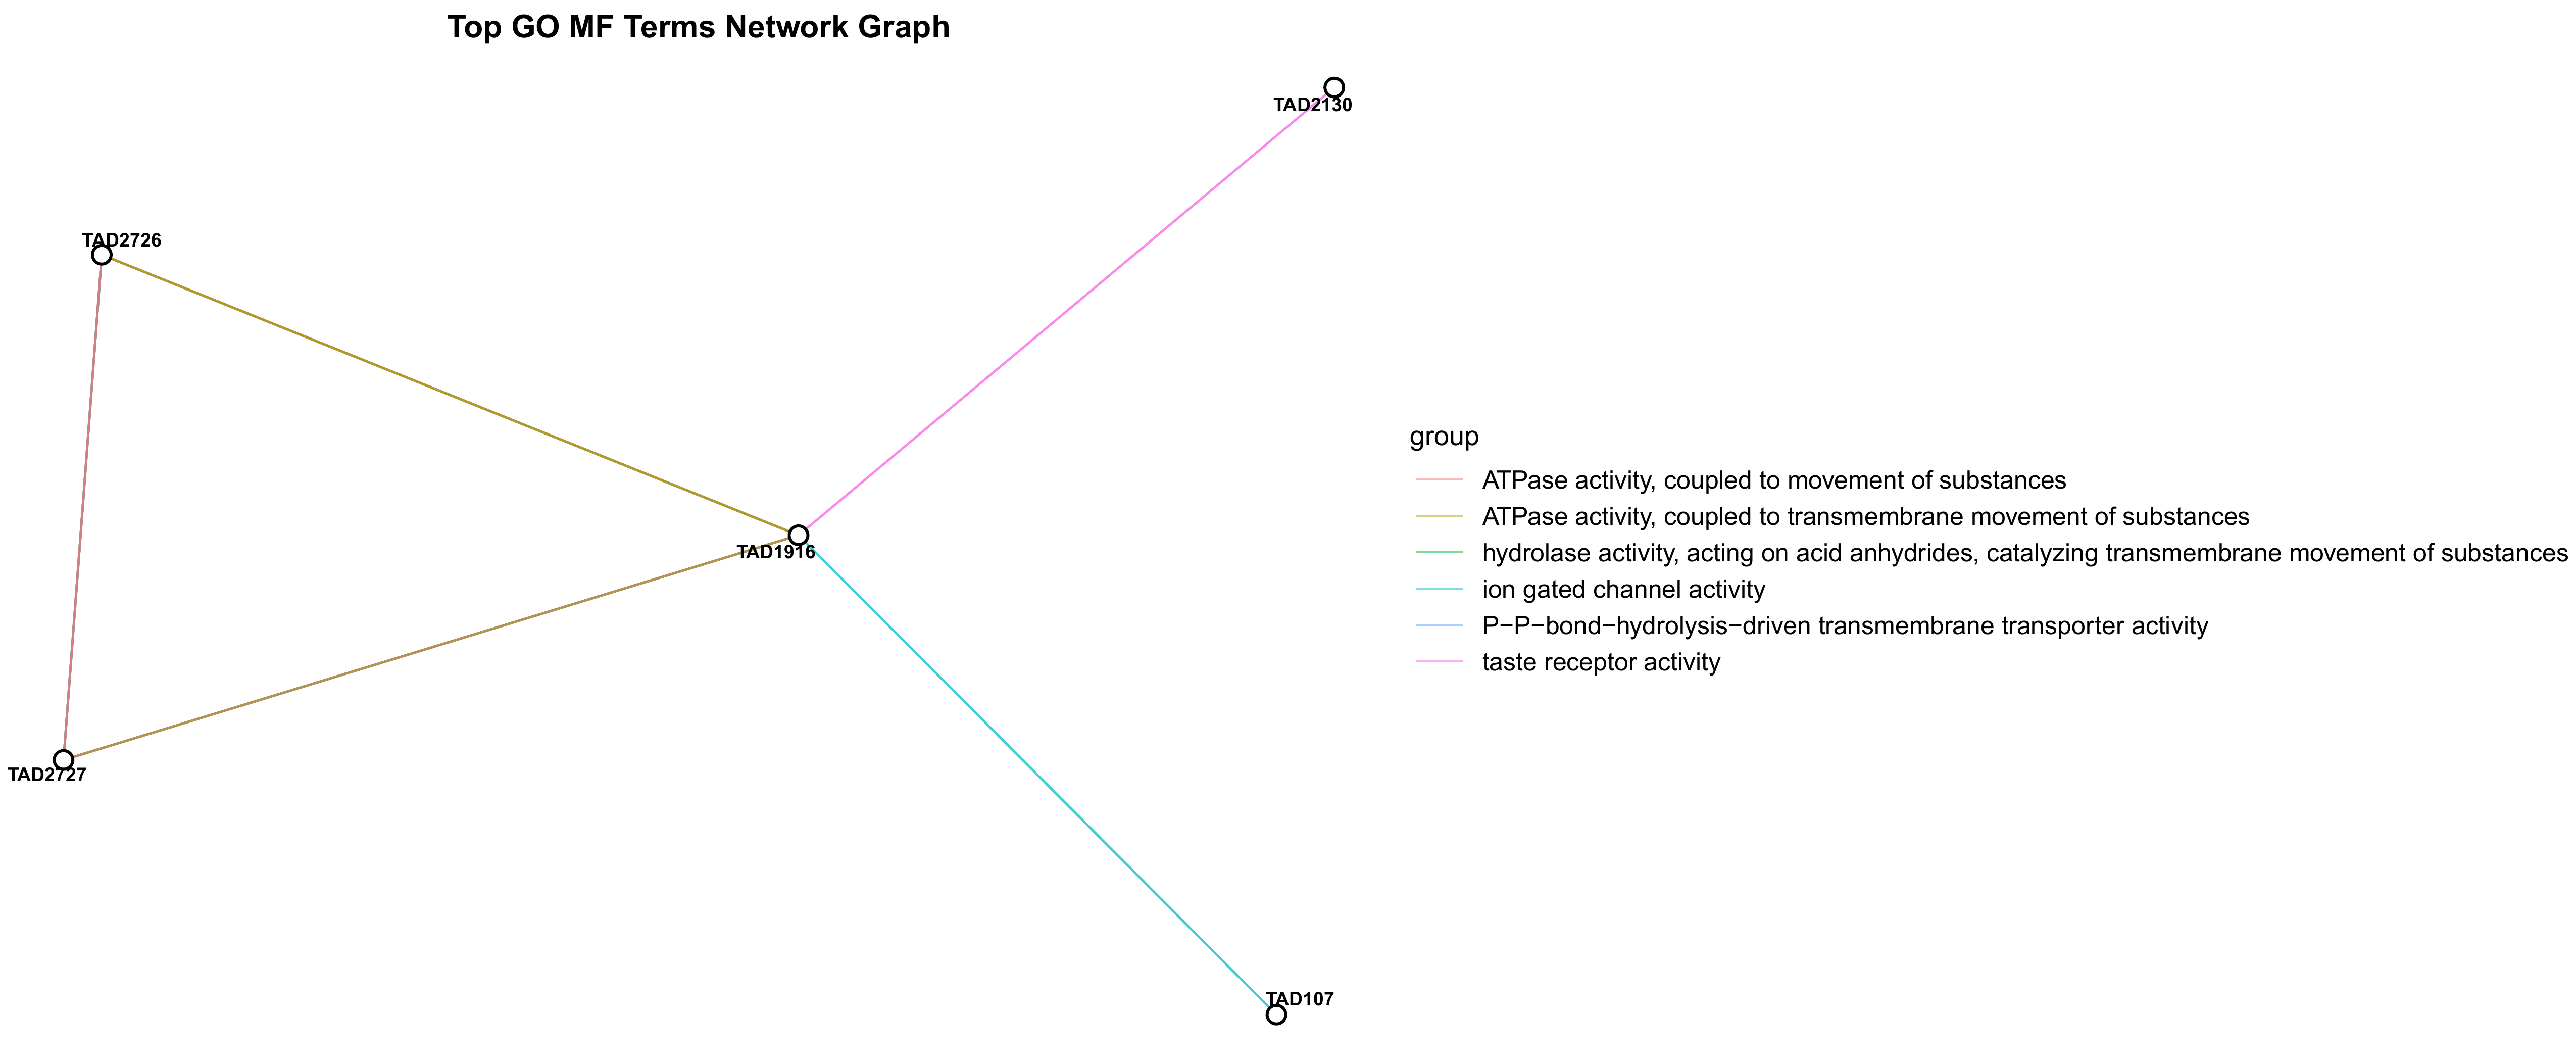 Top GO MF Terms Network Graph
TAD2130
TAD2726
TAD1916
TAD2727
TAD107
group
ATPase activity, coupled to movement of substances
ATPase activity, coupled to transmembrane movement of substances
hydrolase activity, acting on acid anhydrides, catalyzing transmembrane movement of substances
ion gated channel activity
P−P−bond−hydrolysis−driven transmembrane transporter activity
taste receptor activity